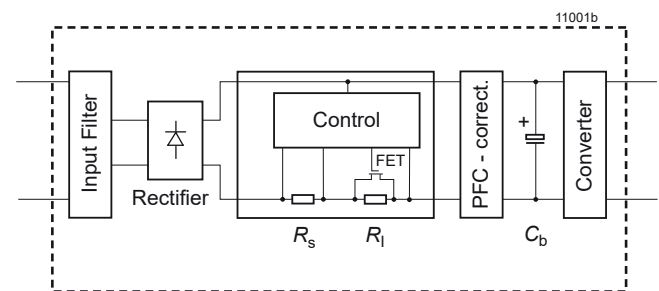 11001b
Input Filter
Rectifier
Control
FET
Rs
Rl
PFC - correct.
+
Cb
Converter